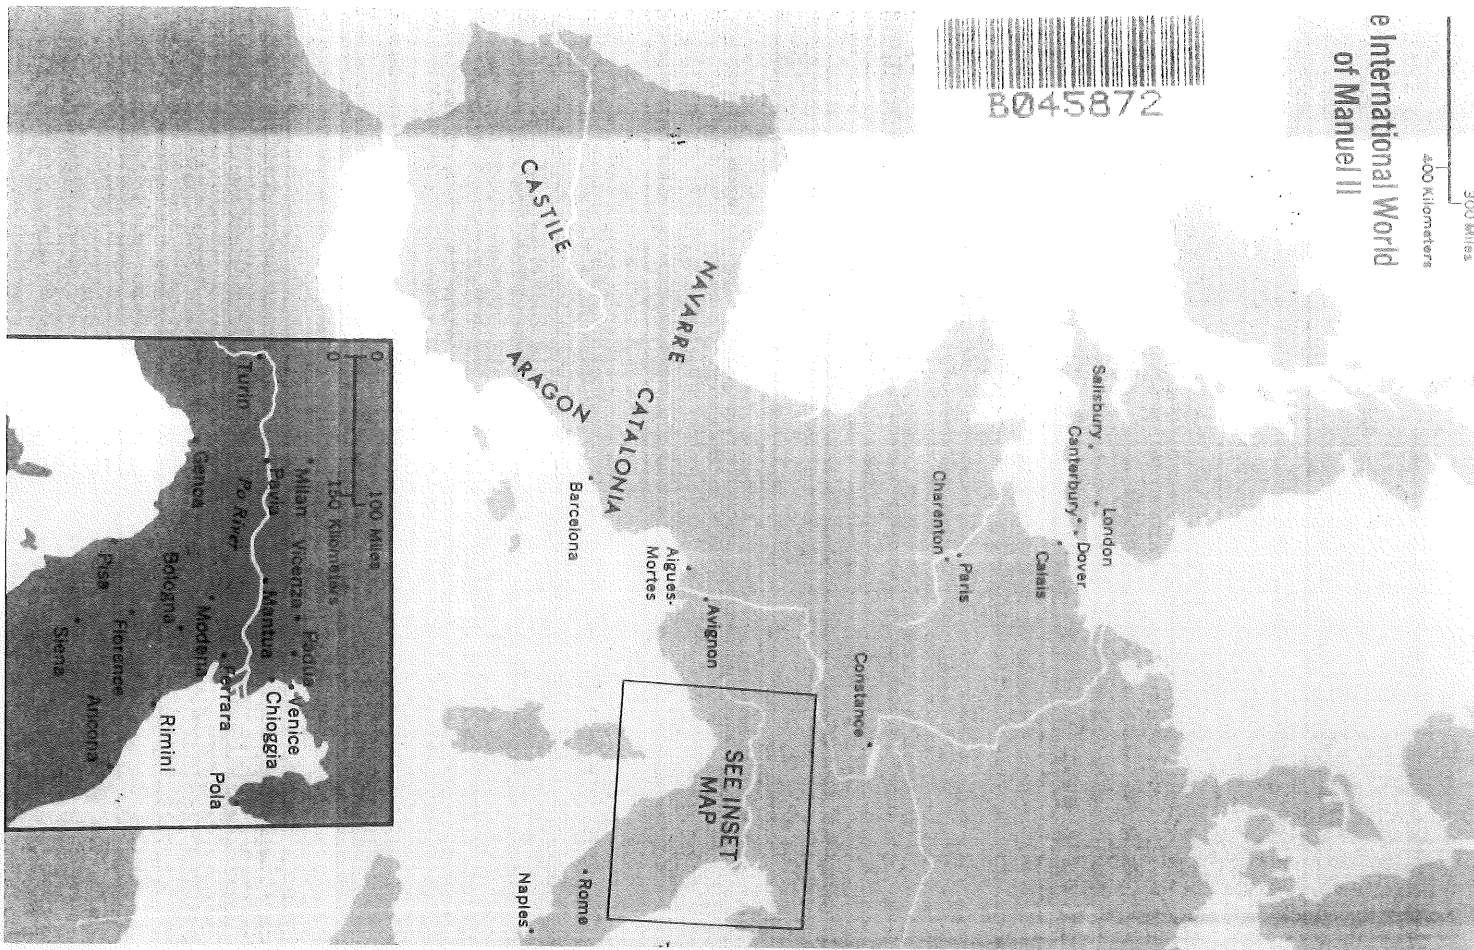 e International World
of Manuel II
300 Miles
400 Kilometers
B045872
Salisbury
London
Canterbury
Dover
Calais
Charenton
Paris
Constance
NAVARRE
CASTILE
ARAGON
CATALONIA
Barcelona
Aigues-
Mortes
Avignon
SEE INSET
MAP
Rome
Naples
0
100 Miles
0
150 Kilometers
Milan
Vicenza
Padua
Venice
Turin
Pavia
Mantua
Chioggia
Po River
Ferrara
Pola
Genoa
Modena
Bologna
Rimini
Pisa
Florence
Ancona
Siena